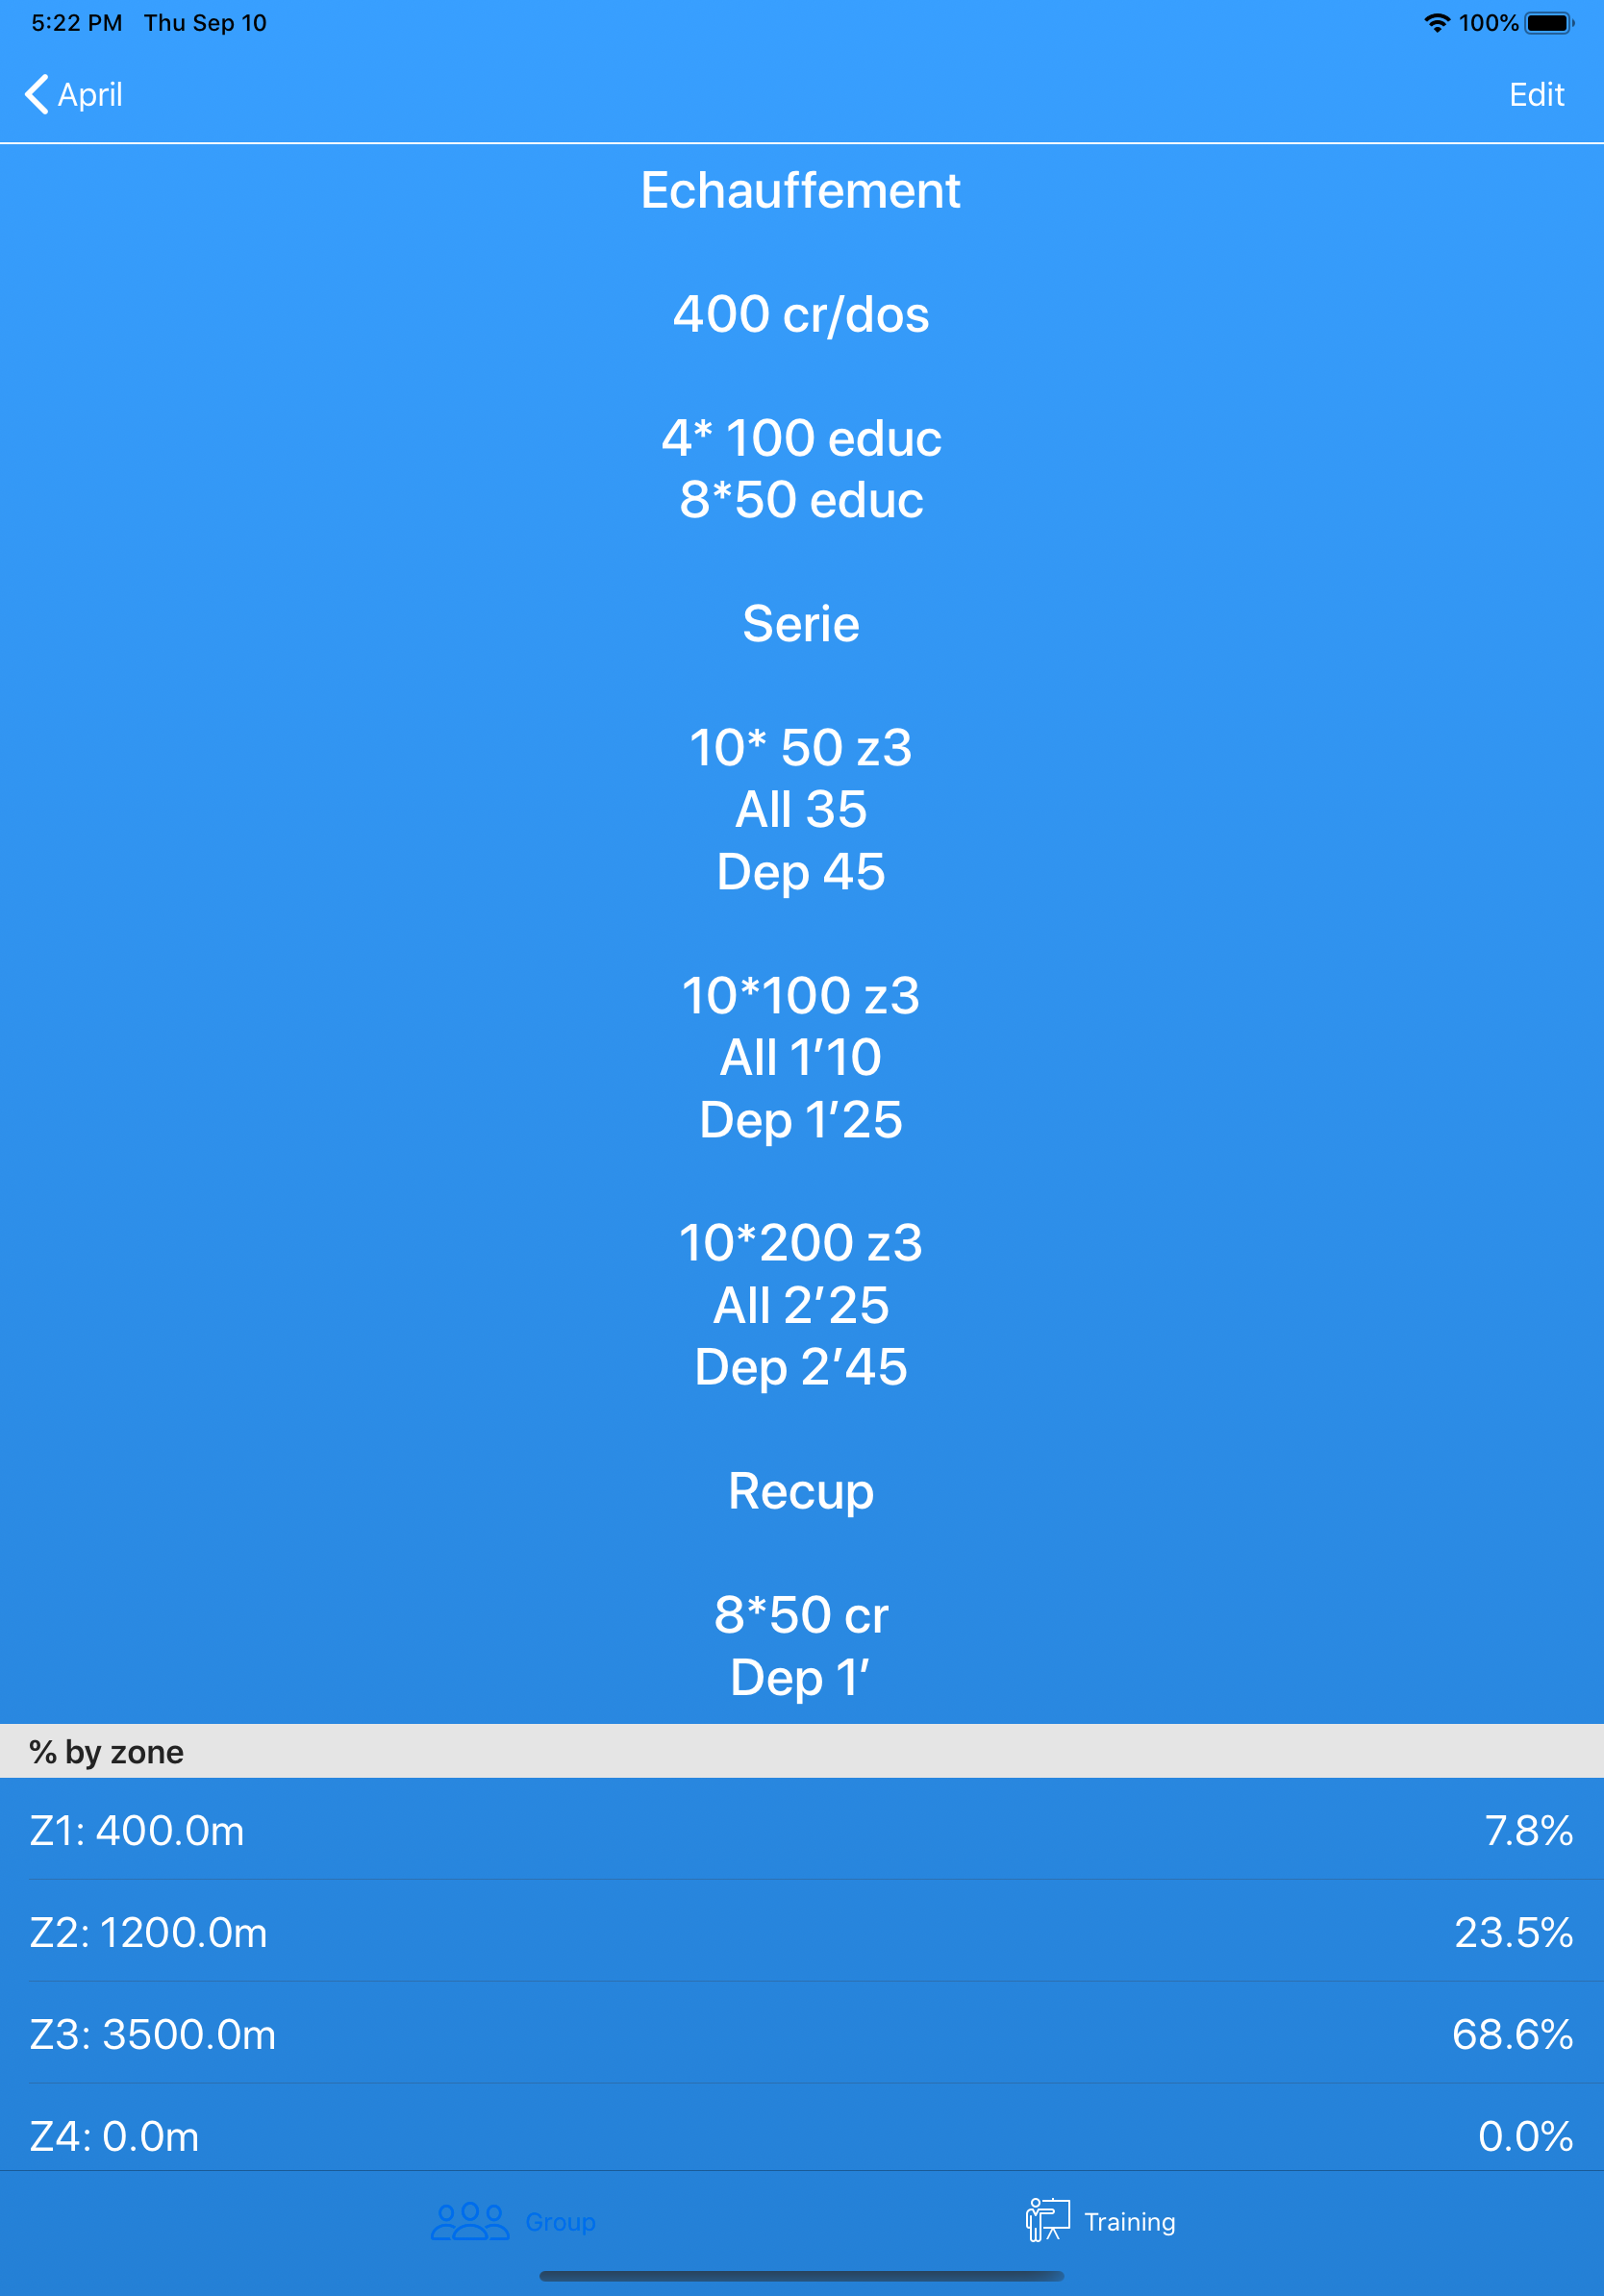 5:22 PM Thu Sep 10 100%
April Edit
Echauffement
400 cr/dos
4* 100 educ
8*50 educ
Serie
10* 50 z3
All 35
Dep 45
10*100 z3
All 1’10
Dep 1’25
10*200 z3
All 2’25
Dep 2’45
Recup
8*50 cr
Dep 1’
% by zone
Z1: 400.0m 7.8%
Z2: 1200.0m 23.5%
Z3: 3500.0m 68.6%
Z4: 0.0m 0.0%
Group Training